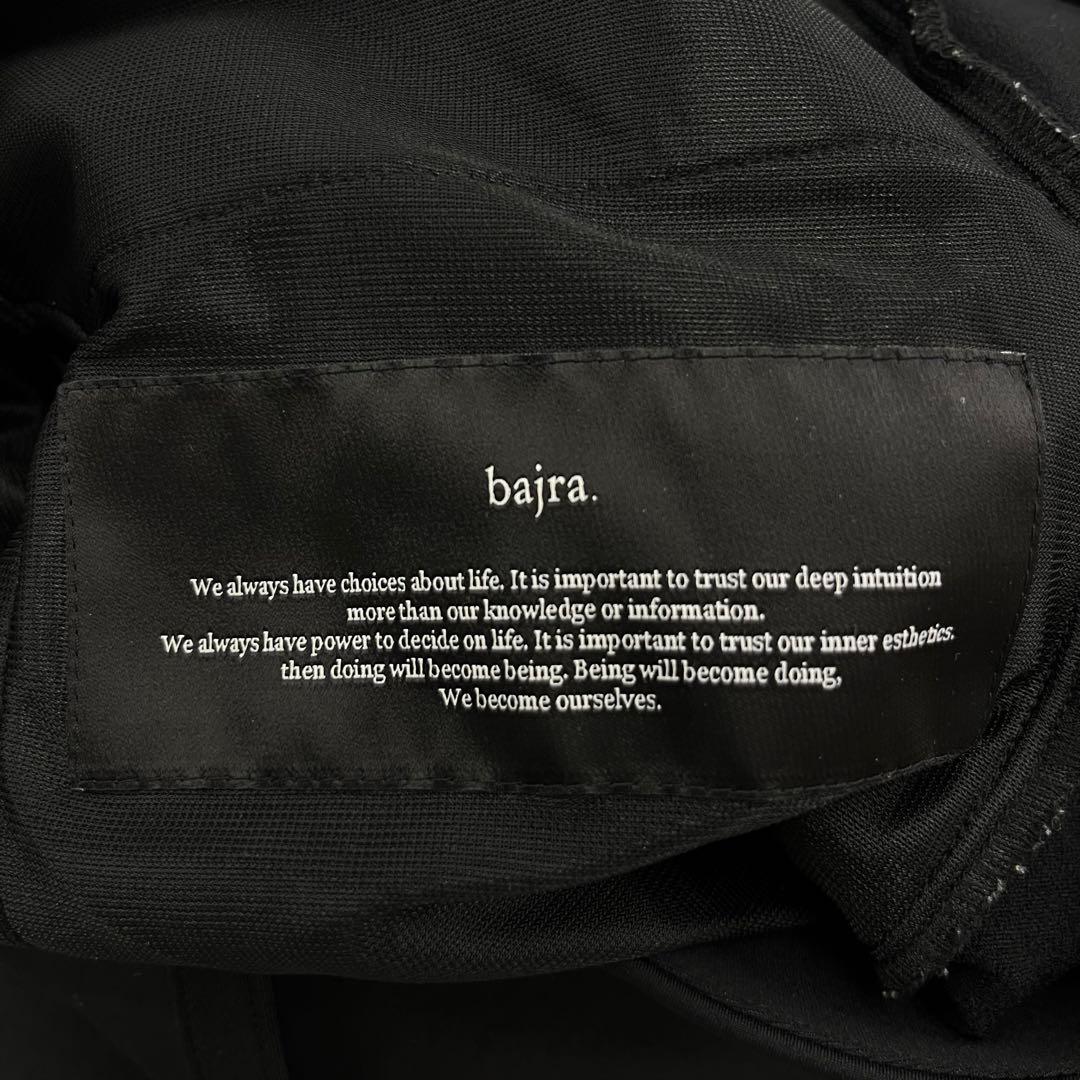 bajra.
We always have choices about life. It is important to trust our deep intuition
more than our knowledge or information.
We always have power to decide on life. It is important to trust our inner esthetics.
then doing will become being. Being will become doing,
We become ourselves.